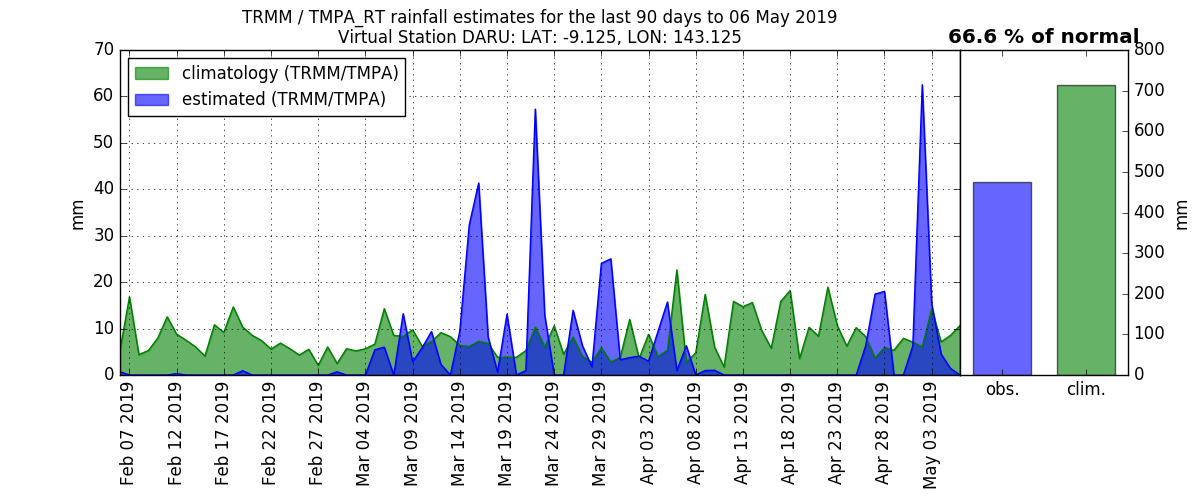 TRMM / TMPA_RT rainfall estimates for the last 90 days to 06 May 2019
Virtual Station DARU: LAT: -9.125, LON: 143.125
66.6 % of normal
climatology (TRMM/TMPA)
estimated (TRMM/TMPA)
mm
70
60
50
40
30
20
10
0
Feb 07 2019
Feb 12 2019
Feb 17 2019
Feb 22 2019
Feb 27 2019
Mar 04 2019
Mar 09 2019
Mar 14 2019
Mar 19 2019
Mar 24 2019
Mar 29 2019
Apr 03 2019
Apr 08 2019
Apr 13 2019
Apr 18 2019
Apr 23 2019
Apr 28 2019
May 03 2019
obs.
clim.
800
700
600
500
400
300
200
100
0
mm